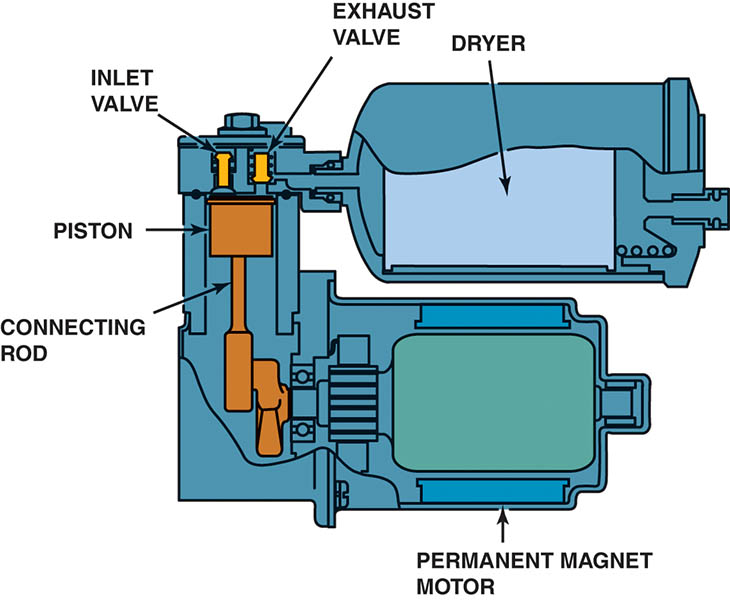 EXHAUST
VALVE
DRYER
INLET
VALVE
PISTON
CONNECTING
ROD
PERMANENT MAGNET
MOTOR